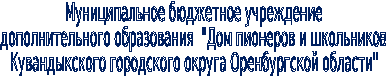 Муниципальное бюджетное учреждение
дополнительного образования "Дом пионеров и школьников
Кувандыкского городского округа Оренбургской области"